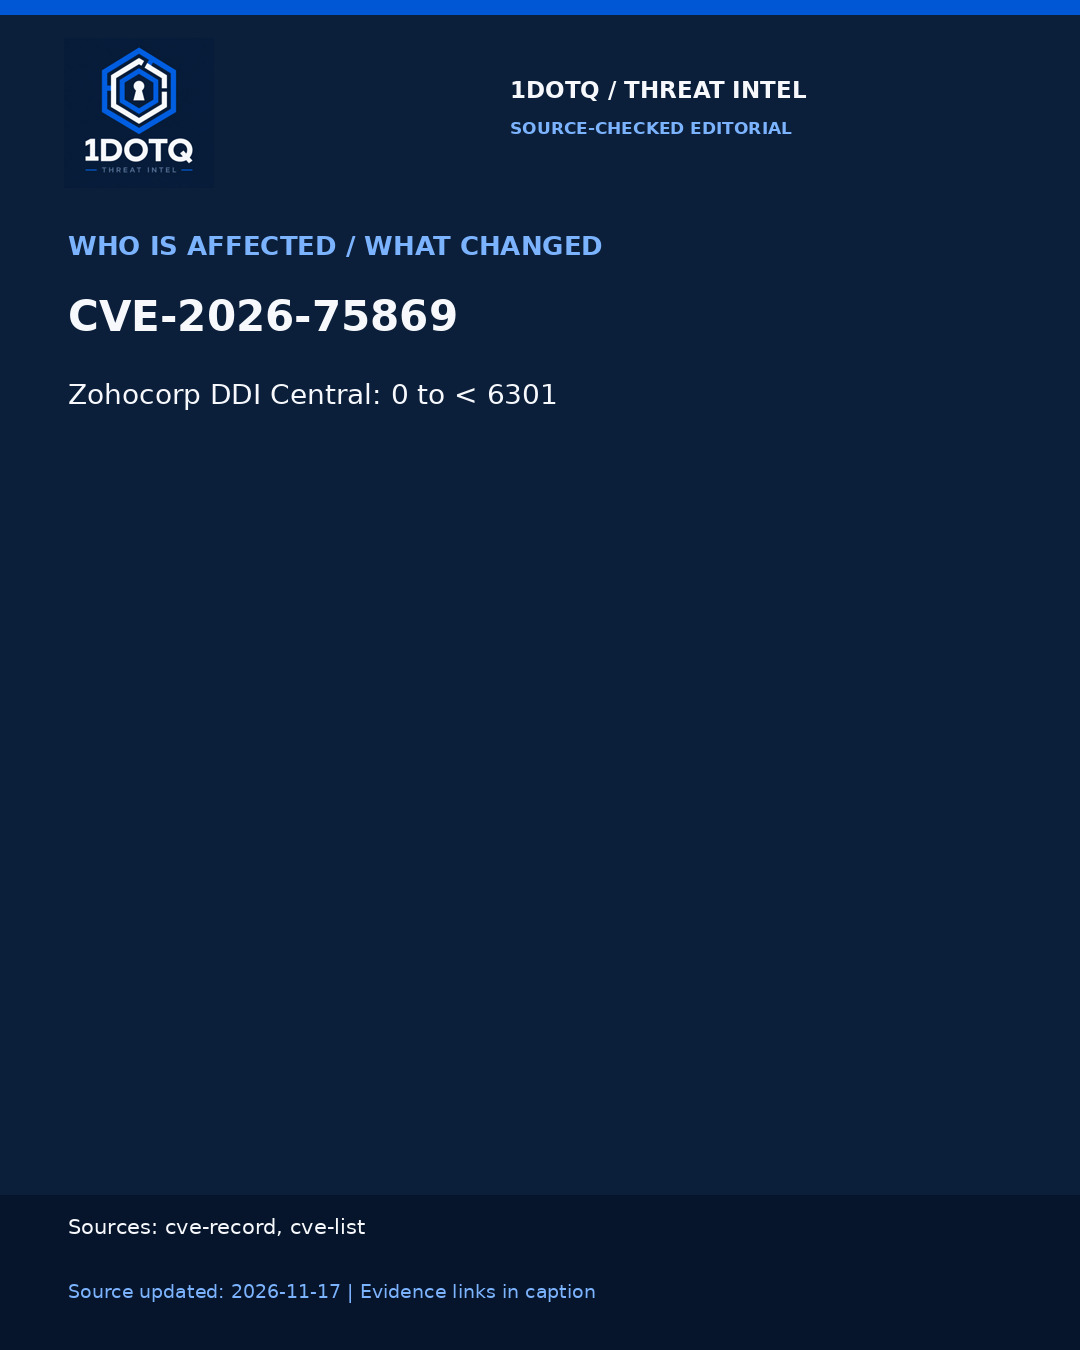 1DOTQ
THREAT INTEL
1DOTQ / THREAT INTEL
SOURCE-CHECKED EDITORIAL
WHO IS AFFECTED / WHAT CHANGED
CVE-2026-75869
Zohocorp DDI Central: 0 to < 6301
Sources: cve-record, cve-list
Source updated: 2026-11-17 | Evidence links in caption